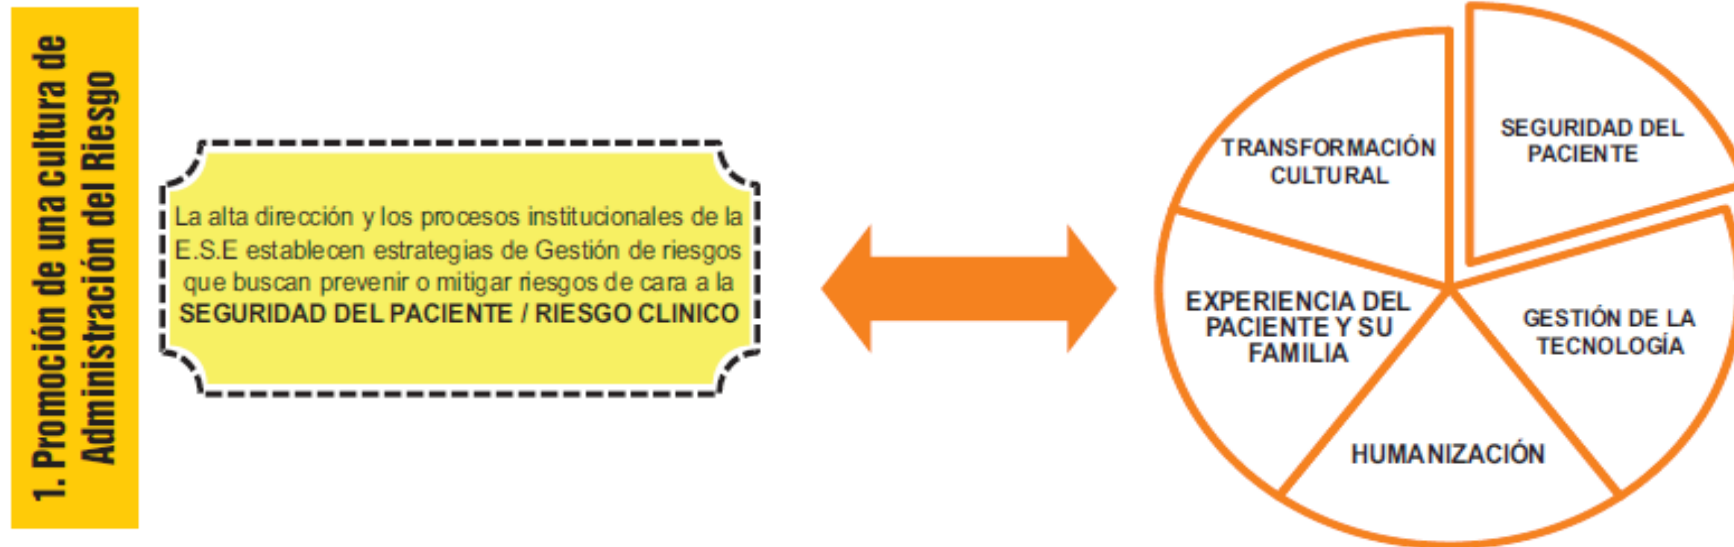 1. Promoción de una cultura de
Administración del Riesgo
La alta dirección y los procesos institucionales de la
E.S.E establecen estrategias de Gestión de riesgos
que buscan prevenir o mitigar riesgos de cara a la
SEGURIDAD DEL PACIENTE / RIESGO CLINICO
TRANSFORMACIÓN
CULTURAL
SEGURIDAD DEL
PACIENTE
EXPERIENCIA DEL
PACIENTE Y SU
FAMILIA
GESTIÓN DE LA
TECNOLOGÍA
HUMANIZACIÓN